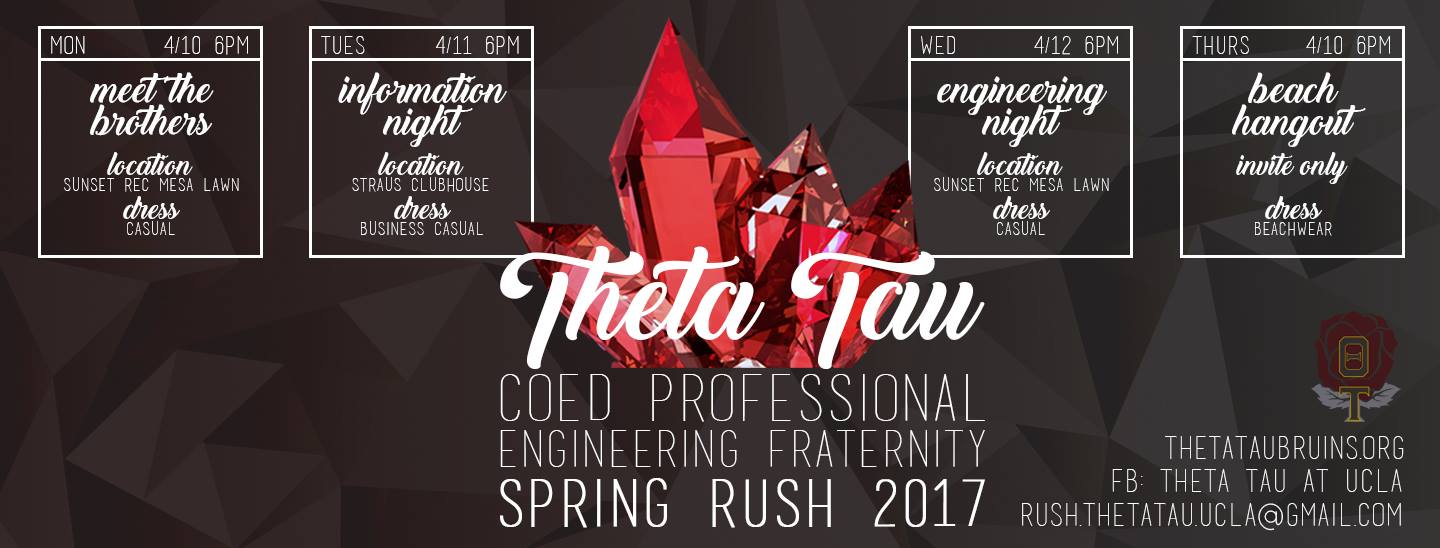 MON 4/10 6PM
meet the
brothers
location
SUNSET REC MESA LAWN
dress
CASUAL
TUES 4/11 6PM
information
night
location
STRAUS CLUBHOUSE
dress
BUSINESS CASUAL
WED 4/12 6PM
engineering
night
location
SUNSET REC MESA LAWN
dress
CASUAL
THURS 4/10 6PM
beach
hangout
invite only
dress
BEACHWEAR
Theta Tau
COED PROFESSIONAL
ENGINEERING FRATERNITY
SPRING RUSH 2017
Θ
T
THETATAUBRUINS.ORG
FB: THETA TAU AT UCLA
RUSH.THETATAU.UCLA@GMAIL.COM